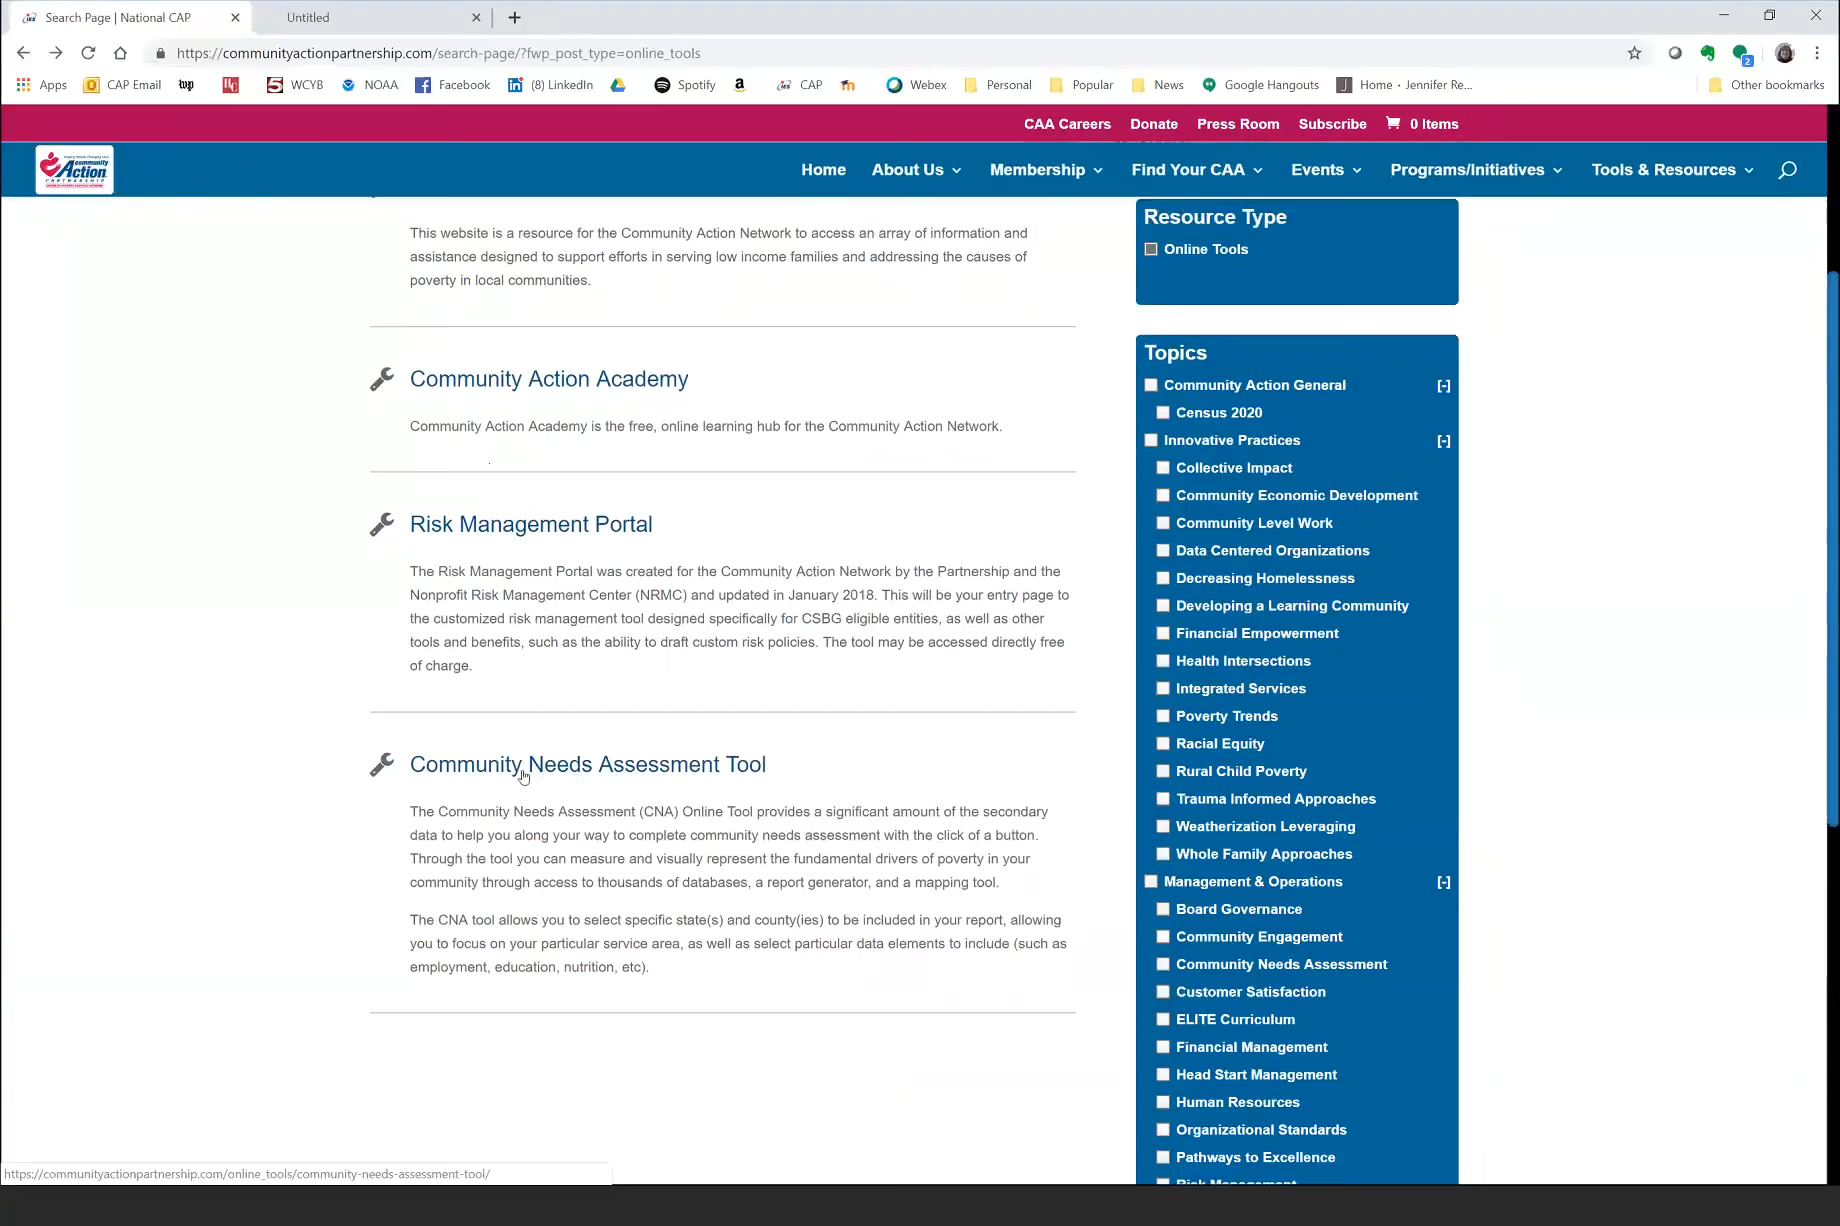 Search Page | National CAP
Untitled
https://communityactionpartnership.com/search-page/?fwp_post_type=online_tools
Apps
CAP Email
wp
WCYB
NOAA
Facebook
(8) LinkedIn
Spotify
CAP
Webex
Personal
Popular
News
Google Hangouts
Home - Jennifer Re...
Other bookmarks
2
CAA Careers
Donate
Press Room
Subscribe
0 Items
community
Action
PARTNERSHIP
Home
About Us
Membership
Find Your CAA
Events
Programs/Initiatives
Tools & Resources
This website is a resource for the Community Action Network to access an array of information and
assistance designed to support efforts in serving low income families and addressing the causes of
poverty in local communities.
Community Action Academy
Community Action Academy is the free, online learning hub for the Community Action Network.
Risk Management Portal
The Risk Management Portal was created for the Community Action Network by the Partnership and the
Nonprofit Risk Management Center (NRMC) and updated in January 2018. This will be your entry page to
the customized risk management tool designed specifically for CSBG eligible entities, as well as other
tools and benefits, such as the ability to draft custom risk policies. The tool may be accessed directly free
of charge.
Community Needs Assessment Tool
The Community Needs Assessment (CNA) Online Tool provides a significant amount of the secondary
data to help you along your way to complete community needs assessment with the click of a button.
Through the tool you can measure and visually represent the fundamental drivers of poverty in your
community through access to thousands of databases, a report generator, and a mapping tool.
The CNA tool allows you to select specific state(s) and county(ies) to be included in your report, allowing
you to focus on your particular service area, as well as select particular data elements to include (such as
employment, education, nutrition, etc).
Resource Type
Online Tools
Topics
Community Action General [-]
Census 2020
Innovative Practices [-]
Collective Impact
Community Economic Development
Community Level Work
Data Centered Organizations
Decreasing Homelessness
Developing a Learning Community
Financial Empowerment
Health Intersections
Integrated Services
Poverty Trends
Racial Equity
Rural Child Poverty
Trauma Informed Approaches
Weatherization Leveraging
Whole Family Approaches
Management & Operations [-]
Board Governance
Community Engagement
Community Needs Assessment
Customer Satisfaction
ELITE Curriculum
Financial Management
Head Start Management
Human Resources
Organizational Standards
Pathways to Excellence
Risk Management
https://communityactionpartnership.com/online_tools/community-needs-assessment-tool/